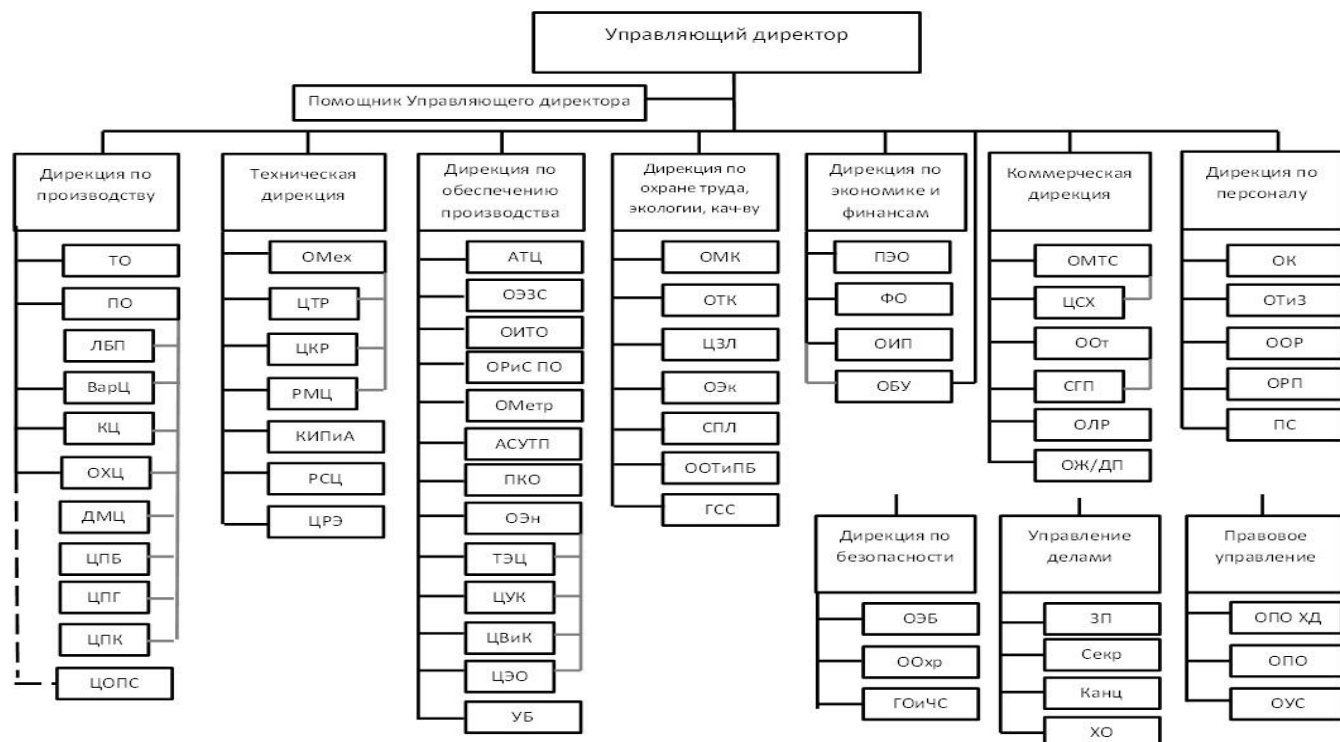 Управляющий директор
Помощник Управляющего директора
Дирекция по
производству
ТО
ПО
ЛБП
ВарЦ
КЦ
ОХЦ
ДМЦ
ЦПБ
ЦПГ
ЦПК
ЦОПС
Техническая
дирекция
ОМех
ЦТР
ЦКР
РМЦ
КИПиА
РСЦ
ЦРЭ
Дирекция по
обеспечению
производства
АТЦ
ОЭЗС
ОИТО
ОРиС ПО
ОМетр
АСУТП
ПКО
ОЭн
ТЭЦ
ЦУК
ЦВиК
ЦЭО
УБ
Дирекция по
охране труда,
экологии, кач-ву
ОМК
ОТК
ЦЗЛ
ОЭк
СПЛ
ООТиПБ
ГСС
Дирекция по
экономике и
финансам
ПЭО
ФО
ОИП
ОБУ
Коммерческая
дирекция
ОМТС
ЦСХ
ООт
СГП
ОЛР
ОЖ/ДП
Дирекция по
персоналу
ОК
ОТиЗ
ООР
ОРП
ПС
Дирекция по
безопасности
ОЭБ
ООхр
ГОиЧС
Управление
делами
ЗП
Секр
Канц
ХО
Правовое
управление
ОПО ХД
ОПО
ОУС